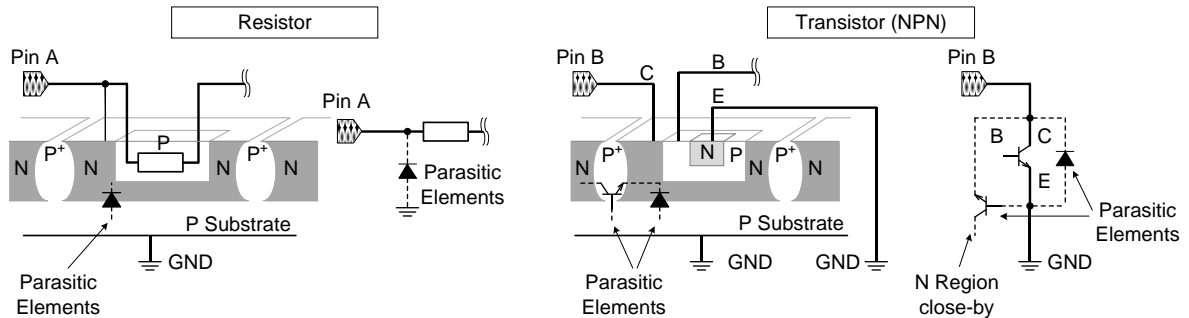 Resistor
Transistor (NPN)
Pin A
Pin B
C
B
E
Pin B
Pin A
N
P+
N
P
N
P+
N
Parasitic
Elements
P Substrate
GND
Parasitic
Elements
N
P+
N
N
P
N
P+
N
P Substrate
GND
GND
Parasitic
Elements
B
C
E
Parasitic
Elements
N Region
close-by
GND